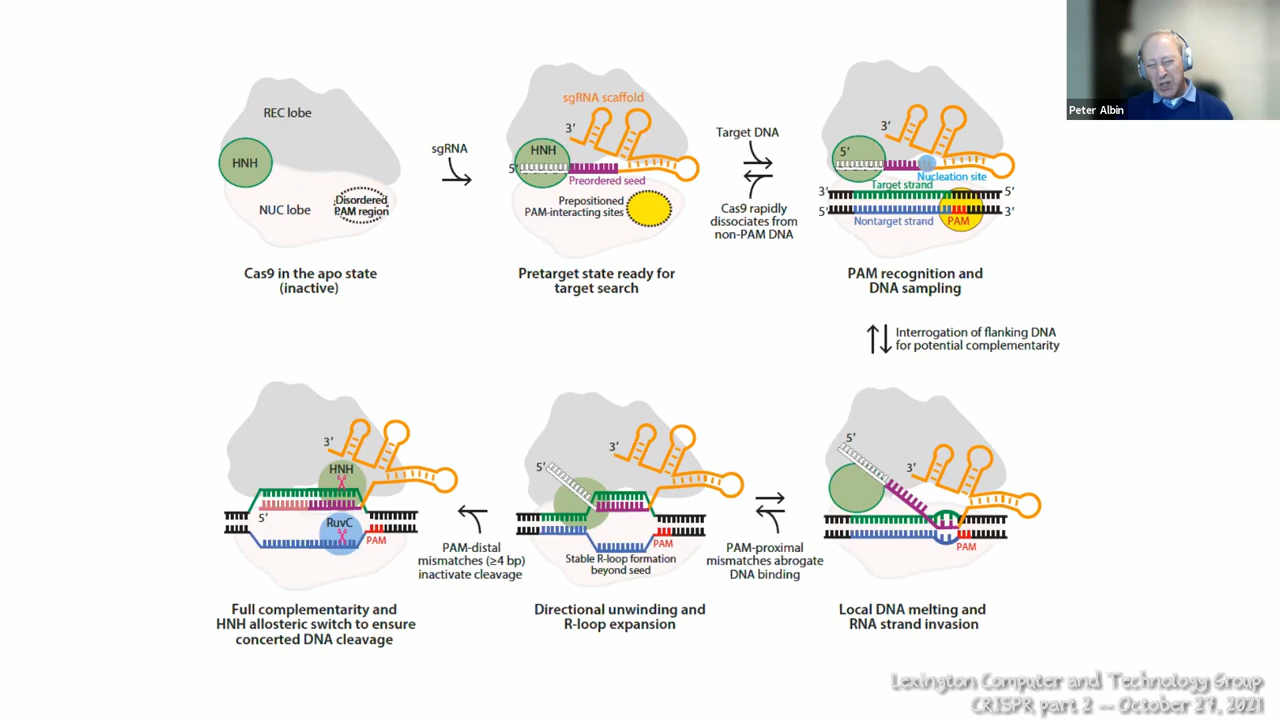 Peter Albin
REC lobe
HNH
NUC lobe
Disordered
PAM region
Cas9 in the apo state
(inactive)
sgRNA
sgRNA scaffold
3′
HNH
5′
Preordered seed
Prepositioned
PAM-interacting sites
Pretarget state ready for
target search
Target DNA
Cas9 rapidly
dissociates from
non-PAM DNA
3′
5′
Nucleation site
Target strand
3′
5′
5′
3′
Nontarget strand
PAM
PAM recognition and
DNA sampling
Interrogation of flanking DNA
for potential complementarity
3′
HNH
5′
RuvC
PAM
Full complementarity and
HNH allosteric switch to ensure
concerted DNA cleavage
PAM-distal
mismatches (≥4 bp)
inactivate cleavage
3′
5′
PAM
Stable R-loop formation
beyond seed
Directional unwinding and
R-loop expansion
PAM-proximal
mismatches abrogate
DNA binding
5′
3′
PAM
Local DNA melting and
RNA strand invasion
Lexington Computer and Technology Group
CRISPR part 2 -- October 27, 2021